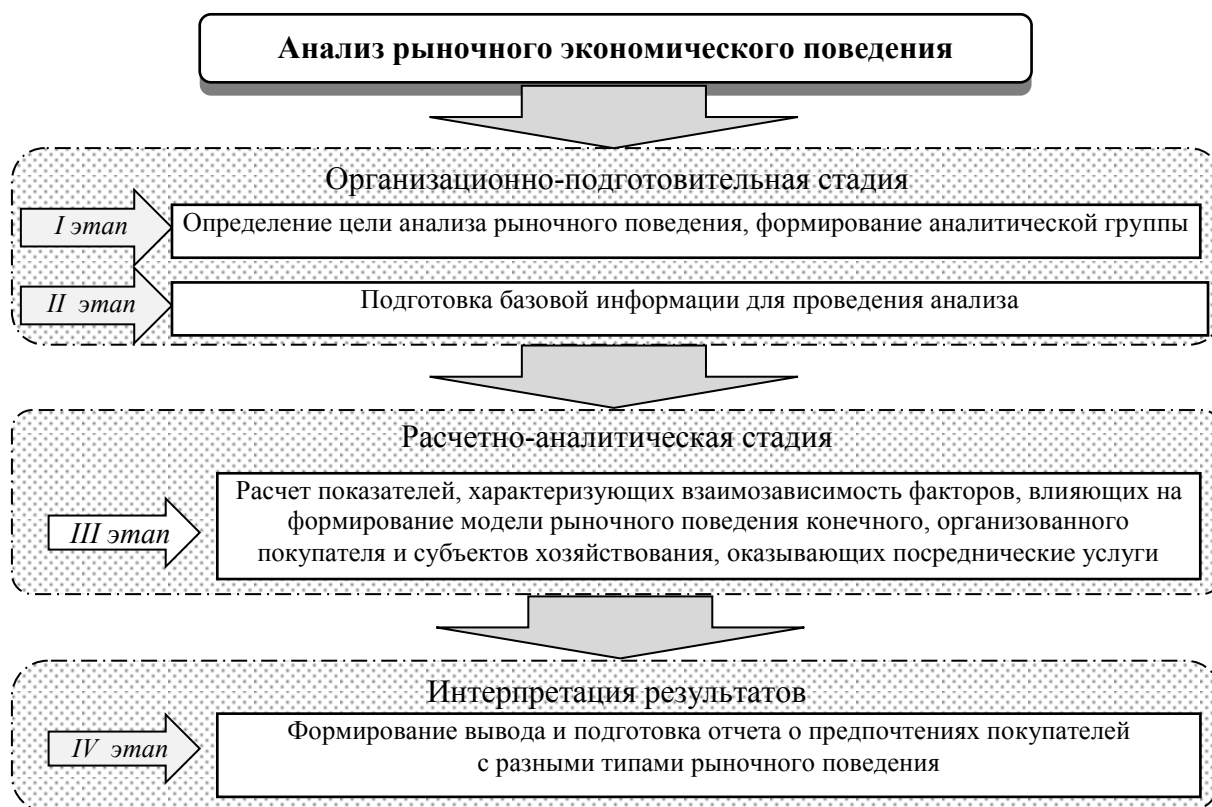 Анализ рыночного экономического поведения
Организационно-подготовительная стадия
I этап
Определение цели анализа рыночного поведения, формирование аналитической группы
II этап
Подготовка базовой информации для проведения анализа
Расчетно-аналитическая стадия
III этап
Расчет показателей, характеризующих взаимозависимость факторов, влияющих на
формирование модели рыночного поведения конечного, организованного
покупателя и субъектов хозяйствования, оказывающих посреднические услуги
Интерпретация результатов
IV этап
Формирование вывода и подготовка отчета о предпочтениях покупателей
с разными типами рыночного поведения